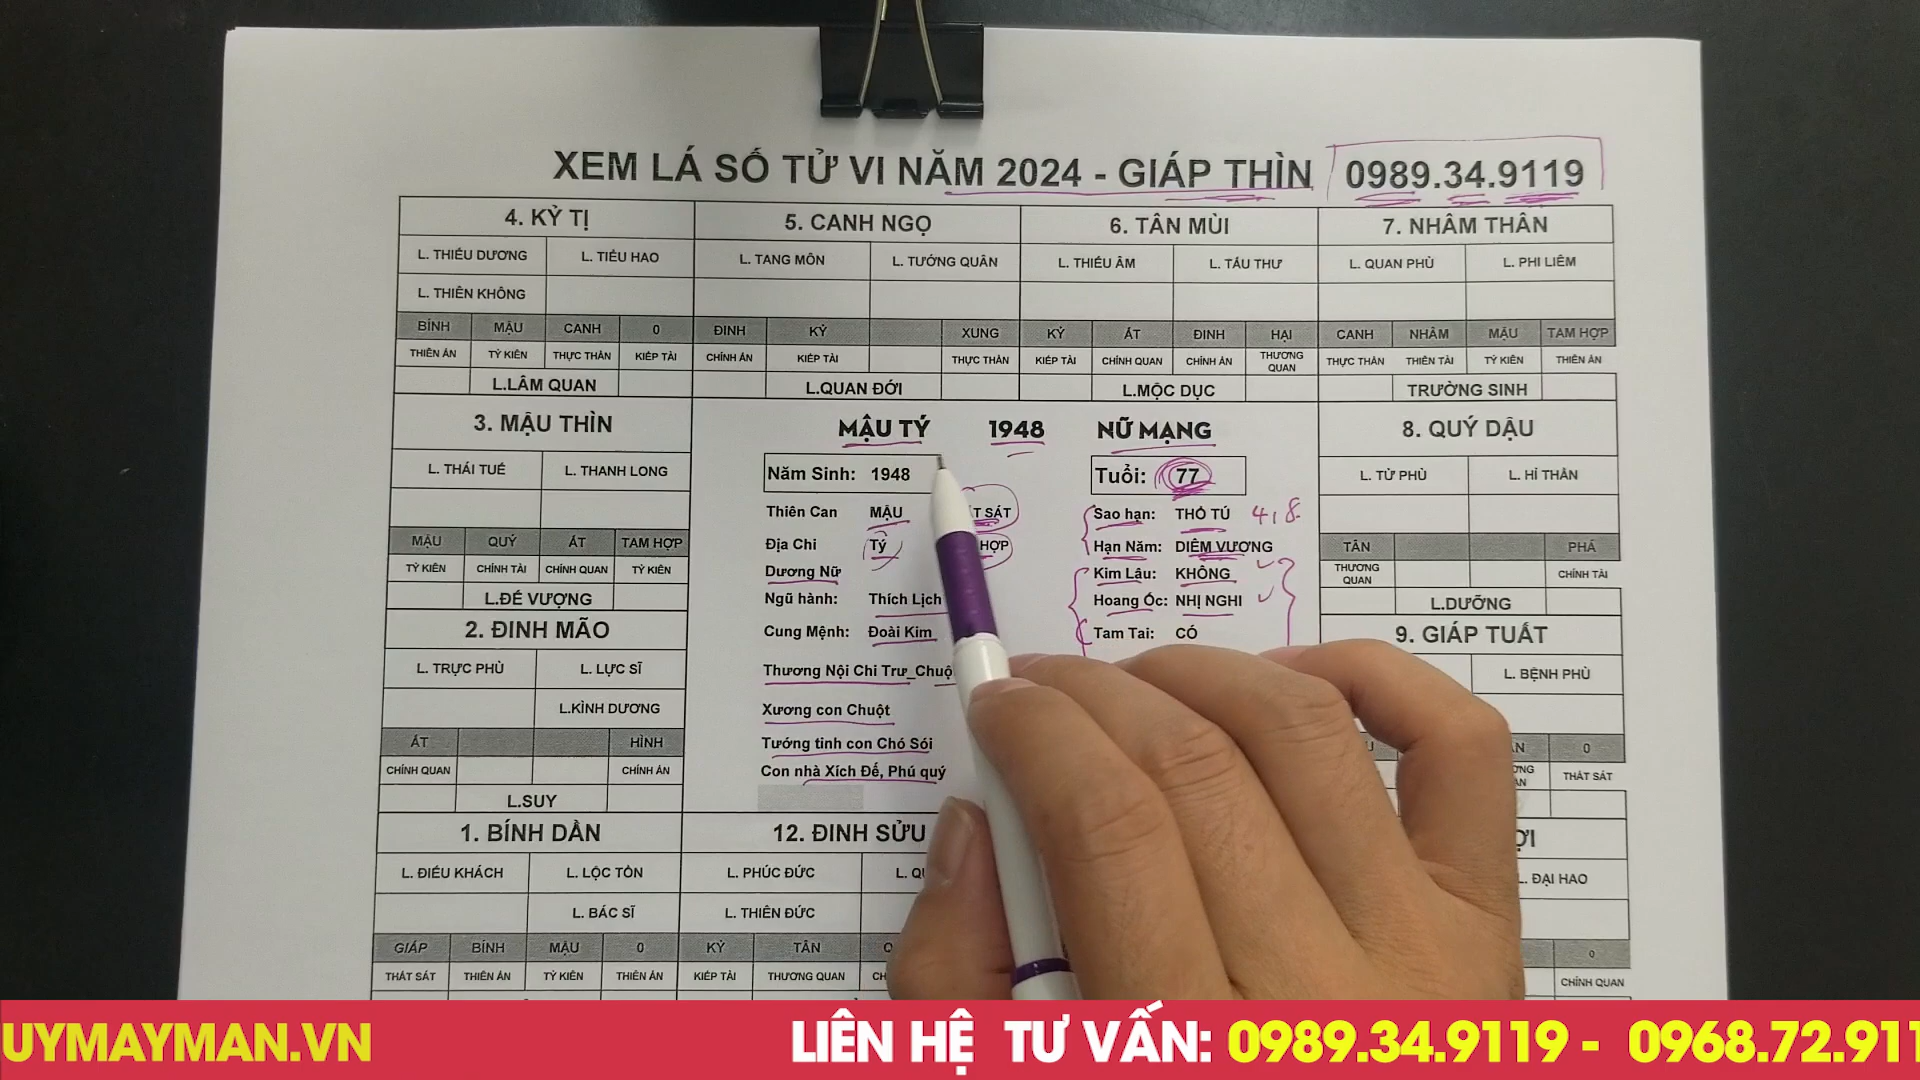 XEM LÁ SỐ TỬ VI NĂM 2024 - GIÁP THÌN 0989.34.9119
4. KỶ TỊ 5. CANH NGỌ 6. TÂN MÙI 7. NHÂM THÂN
L. THIẾU DƯƠNG L. TIỂU HAO L. TANG MÔN L. TƯỚNG QUÂN L. THIẾU ÂM L. TẤU THƯ L. QUAN PHÙ L. PHI LIÊM
L. THIÊN KHÔNG
BÍNH MẬU CANH 0 ĐINH KỶ XUNG KỶ ẤT ĐINH HẠI CANH NHÂM MẬU TAM HỢP
THIÊN ẤN TỶ KIÊN THỰC THẦN KIẾP TÀI CHÍNH ẤN KIẾP TÀI THỰC THẦN KIẾP TÀI CHÍNH QUAN CHÍNH ẤN THƯƠNG QUAN THỰC THẦN THIÊN TÀI TỶ KIÊN THIÊN ẤN
L.LÂM QUAN L.QUAN ĐỚI L.MỘC DỤC TRƯỜNG SINH
3. MẬU THÌN MẬU TÝ 1948 NỮ MẠNG 8. QUÝ DẬU
L. THÁI TUẾ L. THANH LONG Năm Sinh: 1948 Tuổi: 77 L. TỬ PHÙ L. HỈ THẦN
Thiên Can MẬU SÁT Sao hạn: THỔ TÚ 4, 8
MẬU QUÝ ẤT TAM HỢP Địa Chi Tý HỢP Hạn Năm: DIÊM VƯƠNG TÂN PHÁ
TỶ KIÊN CHÍNH TÀI CHÍNH QUAN TỶ KIÊN Dương Nữ Kim Lâu: KHÔNG THƯƠNG QUAN CHÍNH TÀI
L.ĐẾ VƯỢNG Ngũ hành: Thích Lịch Hoang Ốc: NHỊ NGHI L.DƯỠNG
2. ĐINH MÃO Cung Mệnh: Đoài Kim Tam Tai: CÓ 9. GIÁP TUẤT
L. TRỰC PHÙ L. LỰC SĨ Thương Nội Chi Trư_Chuộ L. BỆNH PHÙ
L.KÌNH DƯƠNG Xương con Chuột
ẤT HÌNH Tướng tinh con Chó Sói 0
CHÍNH QUAN CHÍNH ẤN Con nhà Xích Đế, Phú quý THẤT SÁT
L.SUY
1. BÍNH DẦN 12. ĐINH SỬU ỢI
L. ĐIẾU KHÁCH L. LỘC TỒN L. PHÚC ĐỨC L. ĐẠI HAO
L. BÁC SĨ L. THIÊN ĐỨC
GIÁP BÍNH MẬU 0 KỶ TÂN 0
THẤT SÁT THIÊN ẤN TỶ KIÊN THIÊN ẤN KIẾP TÀI THƯƠNG QUAN CHÍNH QUAN
UYMAYMAN.VN LIÊN HỆ TƯ VẤN: 0989.34.9119 - 0968.72.911